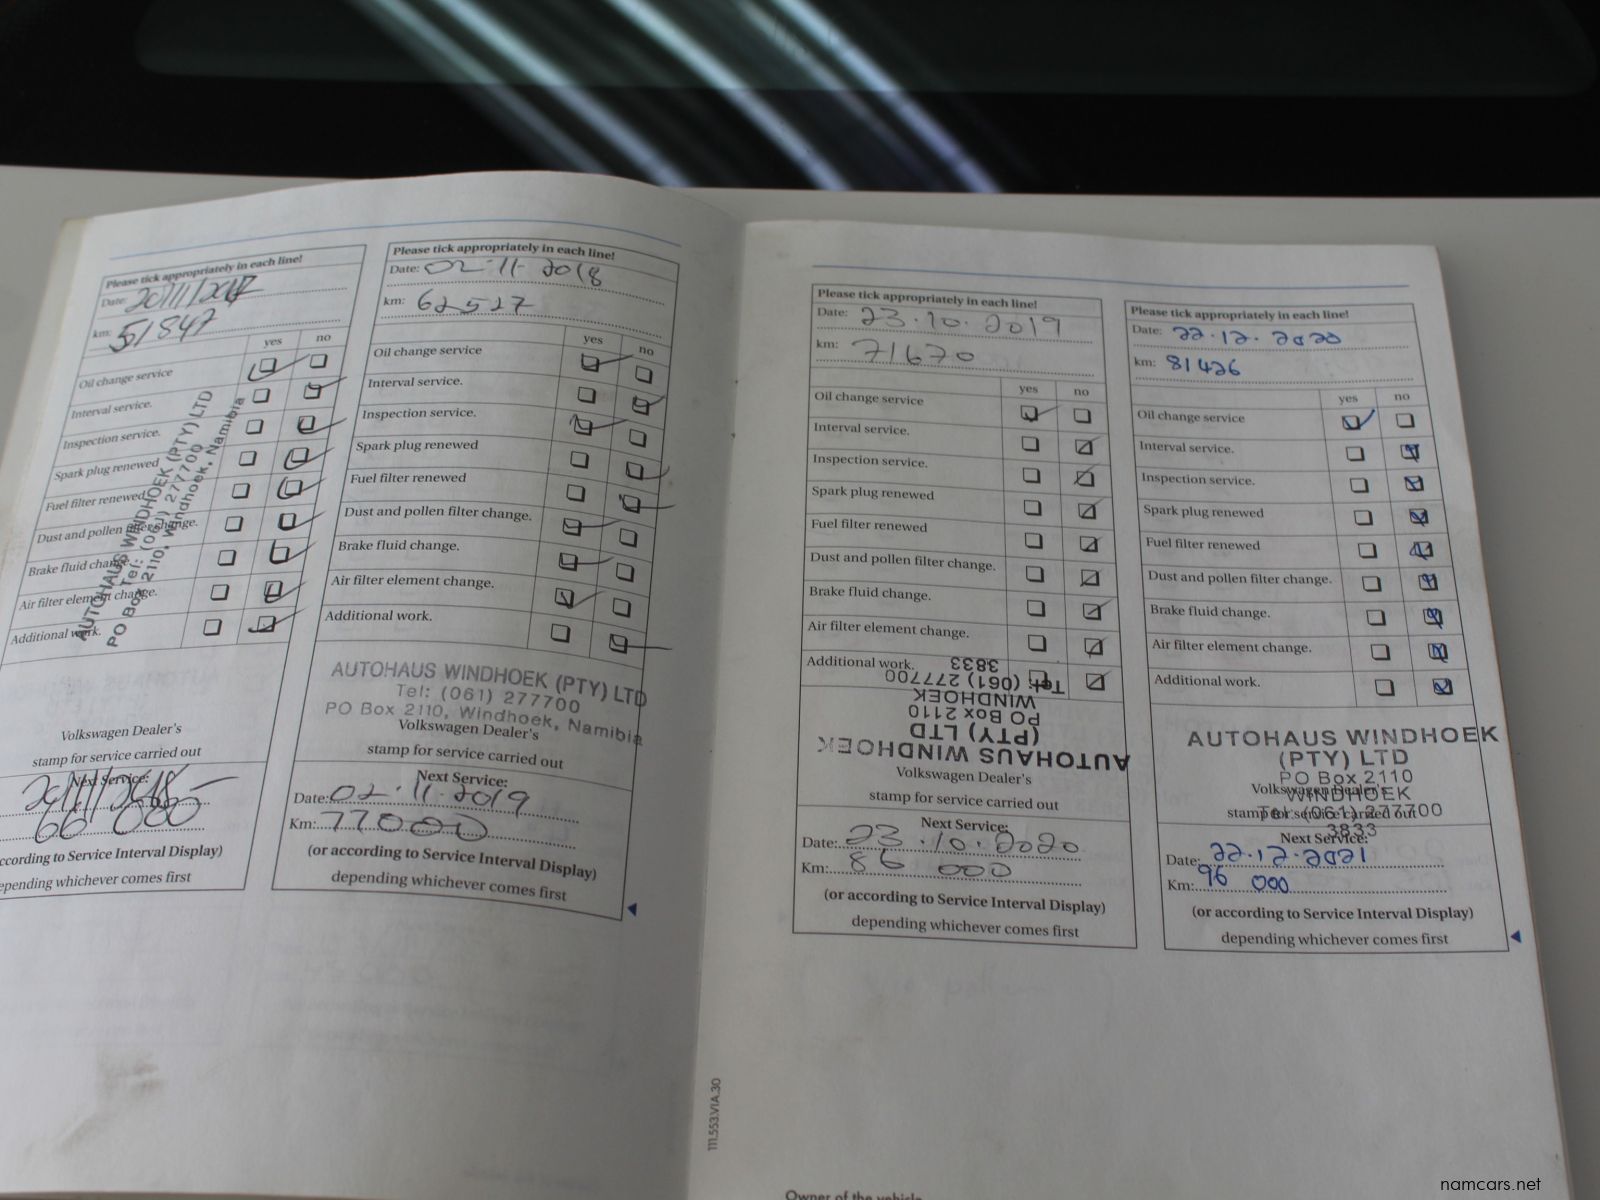 Please tick appropriately in each line!
Date: 20/11/2017
km: 51847
yes no
Oil change service
Interval service.
Inspection service.
Spark plug renewed
Fuel filter renewed
Dust and pollen filter change.
Brake fluid change.
Air filter element change.
Additional work.
AUTOHAUS WINDHOEK (PTY) LTD
Tel: (061) 277700
PO Box 2110, Windhoek, Namibia
Volkswagen Dealer's
stamp for service carried out
Next Service:
20/11/2018
66 000
ccording to Service Interval Display)
epending whichever comes first
Please tick appropriately in each line!
Date: 02.11.2018
km: 62527
yes no
Oil change service
Interval service.
Inspection service.
Spark plug renewed
Fuel filter renewed
Dust and pollen filter change.
Brake fluid change.
Air filter element change.
Additional work.
AUTOHAUS WINDHOEK (PTY) LTD
Tel: (061) 277700
PO Box 2110, Windhoek, Namibia
Volkswagen Dealer's
stamp for service carried out
Next Service:
Date: 02.11.2019
Km: 77000
(or according to Service Interval Display)
depending whichever comes first
Please tick appropriately in each line!
Date: 23.10.2019
km: 71670
yes no
Oil change service
Interval service.
Inspection service.
Spark plug renewed
Fuel filter renewed
Dust and pollen filter change.
Brake fluid change.
Air filter element change.
Additional work.
AUTOHAUS WINDHOEK
(PTY) LTD
PO Box 2110
WINDHOEK
Tel: (061) 277700
3833
Volkswagen Dealer's
stamp for service carried out
Next Service:
Date: 23.10.2020
Km: 86 000
(or according to Service Interval Display)
depending whichever comes first
Please tick appropriately in each line!
Date: 22.12.2020
km: 81426
yes no
Oil change service
Interval service.
Inspection service.
Spark plug renewed
Fuel filter renewed
Dust and pollen filter change.
Brake fluid change.
Air filter element change.
Additional work.
AUTOHAUS WINDHOEK
(PTY) LTD
PO Box 2110
WINDHOEK
Tel: (061) 277700
3833
Volkswagen Dealer's
stamp for service carried out
Next Service:
Date: 22.12.2021
Km: 96 000
(or according to Service Interval Display)
depending whichever comes first
111.553.VIA.30
Owner of the vehicle
namcars.net